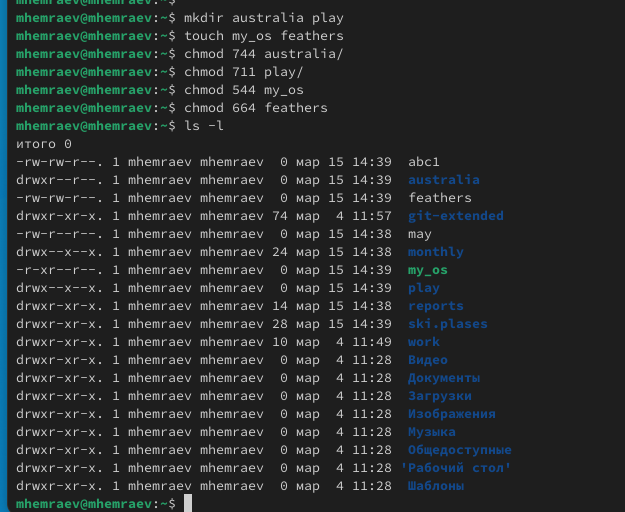 mhemraev@mhemraev:~$
mhemraev@mhemraev:~$ mkdir australia play
mhemraev@mhemraev:~$ touch my_os feathers
mhemraev@mhemraev:~$ chmod 744 australia/
mhemraev@mhemraev:~$ chmod 711 play/
mhemraev@mhemraev:~$ chmod 544 my_os
mhemraev@mhemraev:~$ chmod 664 feathers
mhemraev@mhemraev:~$ ls -l
итого 0
-rw-rw-r--. 1 mhemraev mhemraev  0 мар 15 14:39  abc1
drwxr--r--. 1 mhemraev mhemraev  0 мар 15 14:39  australia
-rw-rw-r--. 1 mhemraev mhemraev  0 мар 15 14:39  feathers
drwxr-xr-x. 1 mhemraev mhemraev 74 мар  4 11:57  git-extended
-rw-r--r--. 1 mhemraev mhemraev  0 мар 15 14:38  may
drwx--x--x. 1 mhemraev mhemraev 24 мар 15 14:38  monthly
-r-xr--r--. 1 mhemraev mhemraev  0 мар 15 14:39  my_os
drwx--x--x. 1 mhemraev mhemraev  0 мар 15 14:39  play
drwxr-xr-x. 1 mhemraev mhemraev 14 мар 15 14:38  reports
drwxr-xr-x. 1 mhemraev mhemraev 28 мар 15 14:39  ski.plases
drwxr-xr-x. 1 mhemraev mhemraev 10 мар  4 11:49  work
drwxr-xr-x. 1 mhemraev mhemraev  0 мар  4 11:28  Видео
drwxr-xr-x. 1 mhemraev mhemraev  0 мар  4 11:28  Документы
drwxr-xr-x. 1 mhemraev mhemraev  0 мар  4 11:28  Загрузки
drwxr-xr-x. 1 mhemraev mhemraev  0 мар  4 11:28  Изображения
drwxr-xr-x. 1 mhemraev mhemraev  0 мар  4 11:28  Музыка
drwxr-xr-x. 1 mhemraev mhemraev  0 мар  4 11:28  Общедоступные
drwxr-xr-x. 1 mhemraev mhemraev  0 мар  4 11:28 'Рабочий стол'
drwxr-xr-x. 1 mhemraev mhemraev  0 мар  4 11:28  Шаблоны
mhemraev@mhemraev:~$